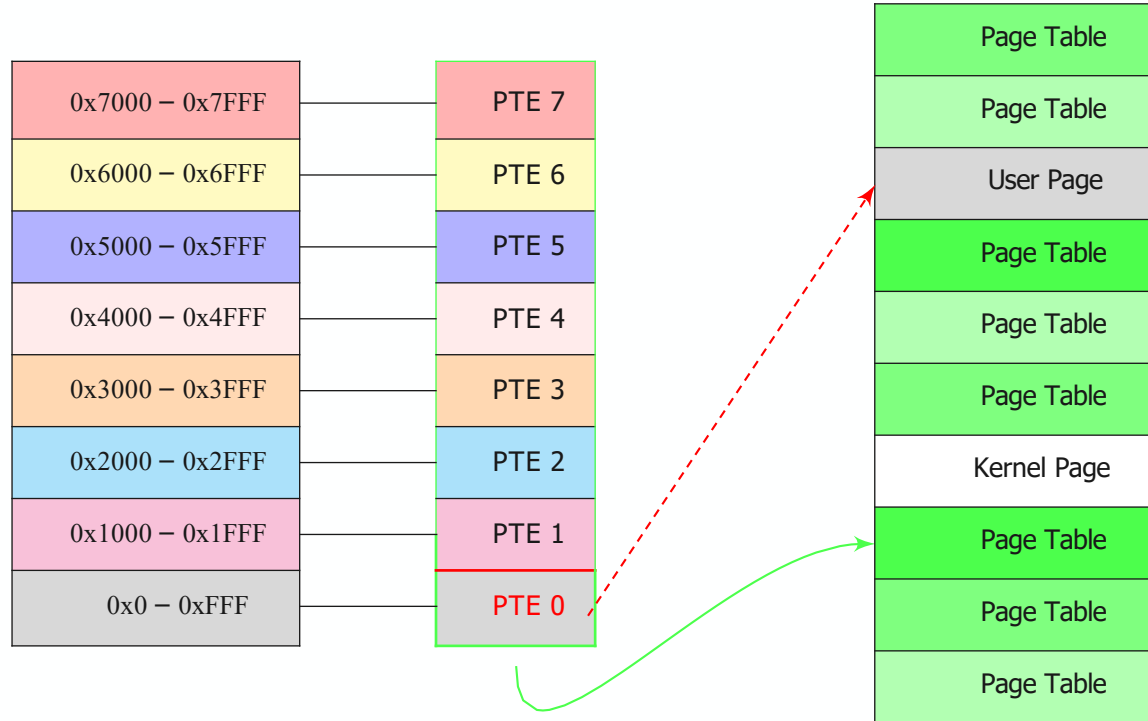 0x7000 – 0x7FFF
0x6000 – 0x6FFF
0x5000 – 0x5FFF
0x4000 – 0x4FFF
0x3000 – 0x3FFF
0x2000 – 0x2FFF
0x1000 – 0x1FFF
0x0 – 0xFFF
PTE 7
PTE 6
PTE 5
PTE 4
PTE 3
PTE 2
PTE 1
PTE 0
Page Table
Page Table
User Page
Page Table
Page Table
Page Table
Kernel Page
Page Table
Page Table
Page Table